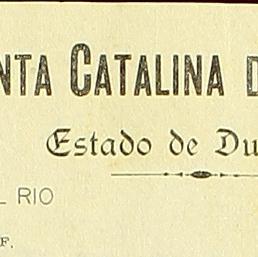 NTA CATALINA D
Estado de Du
L RIO
F.